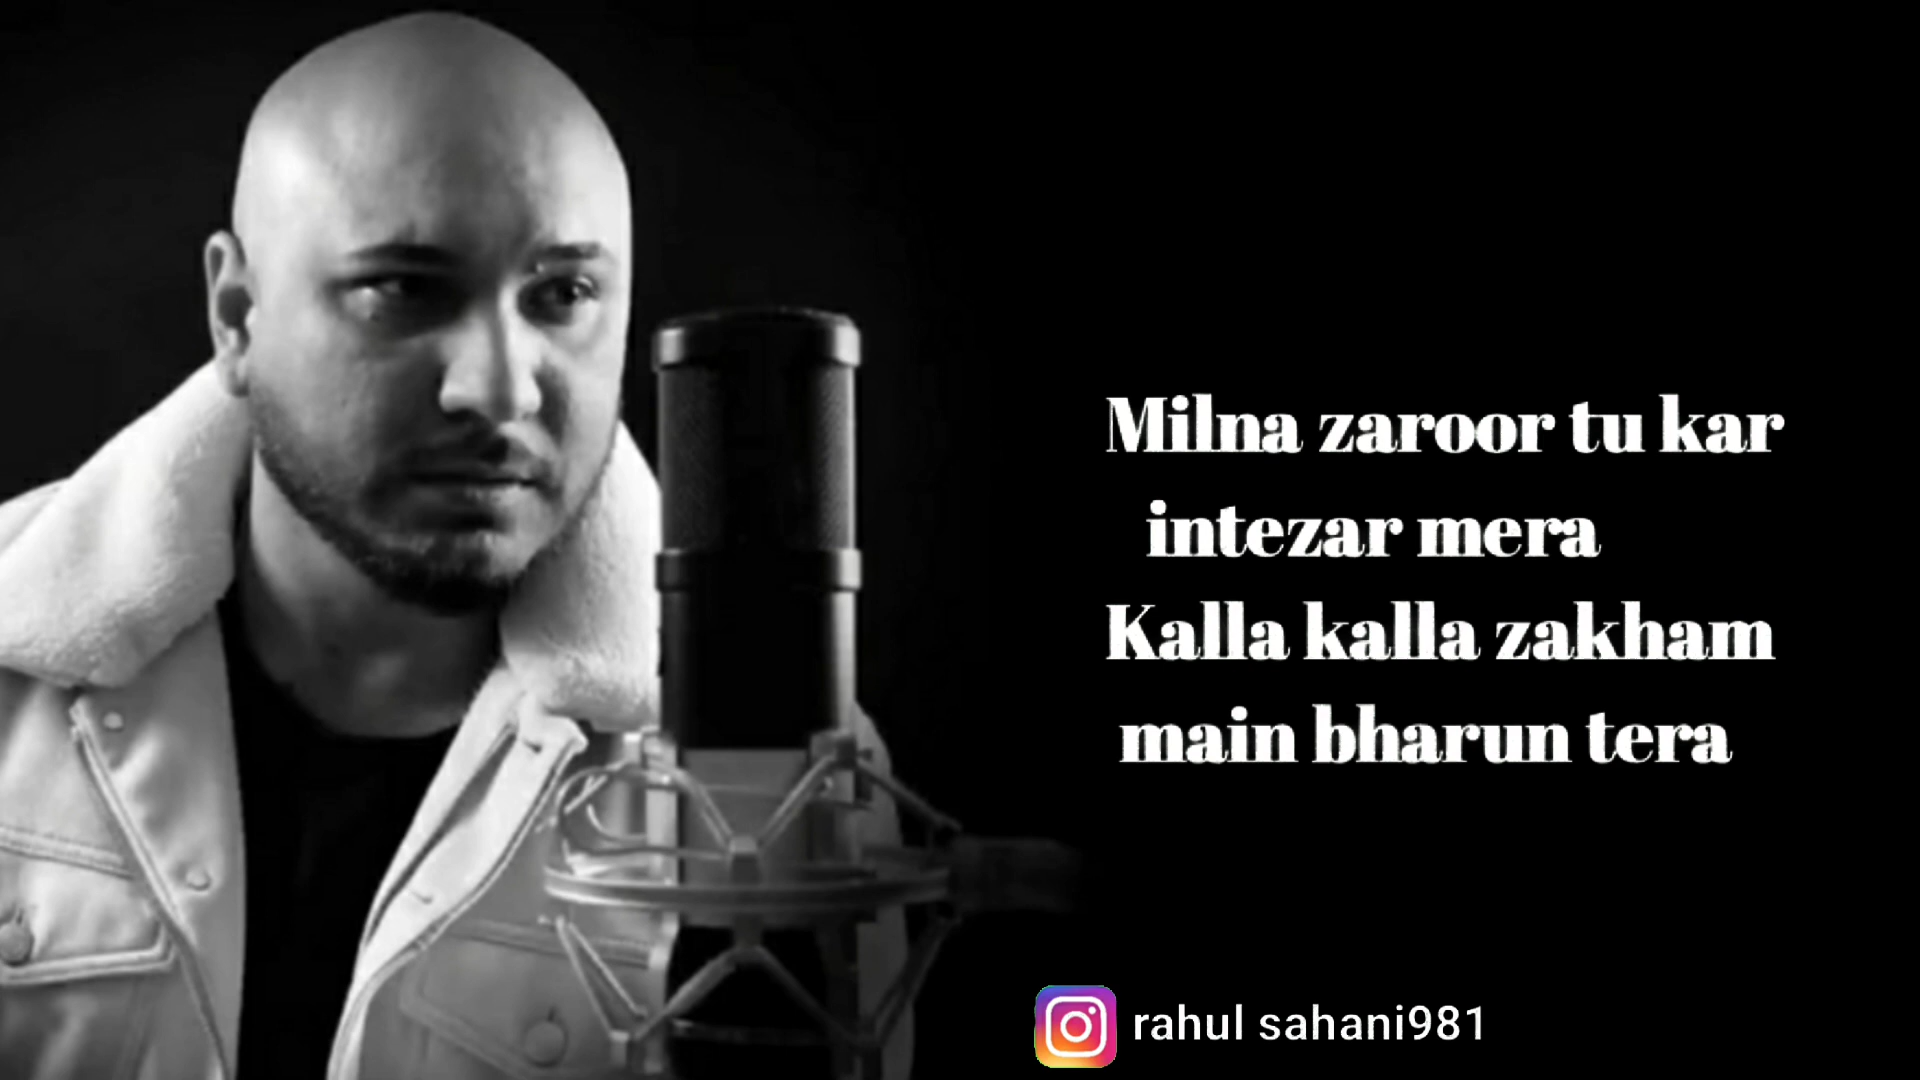 Milna zaroor tu kar
intezar mera
Kalla kalla zakham
main bharun tera
rahul sahani981